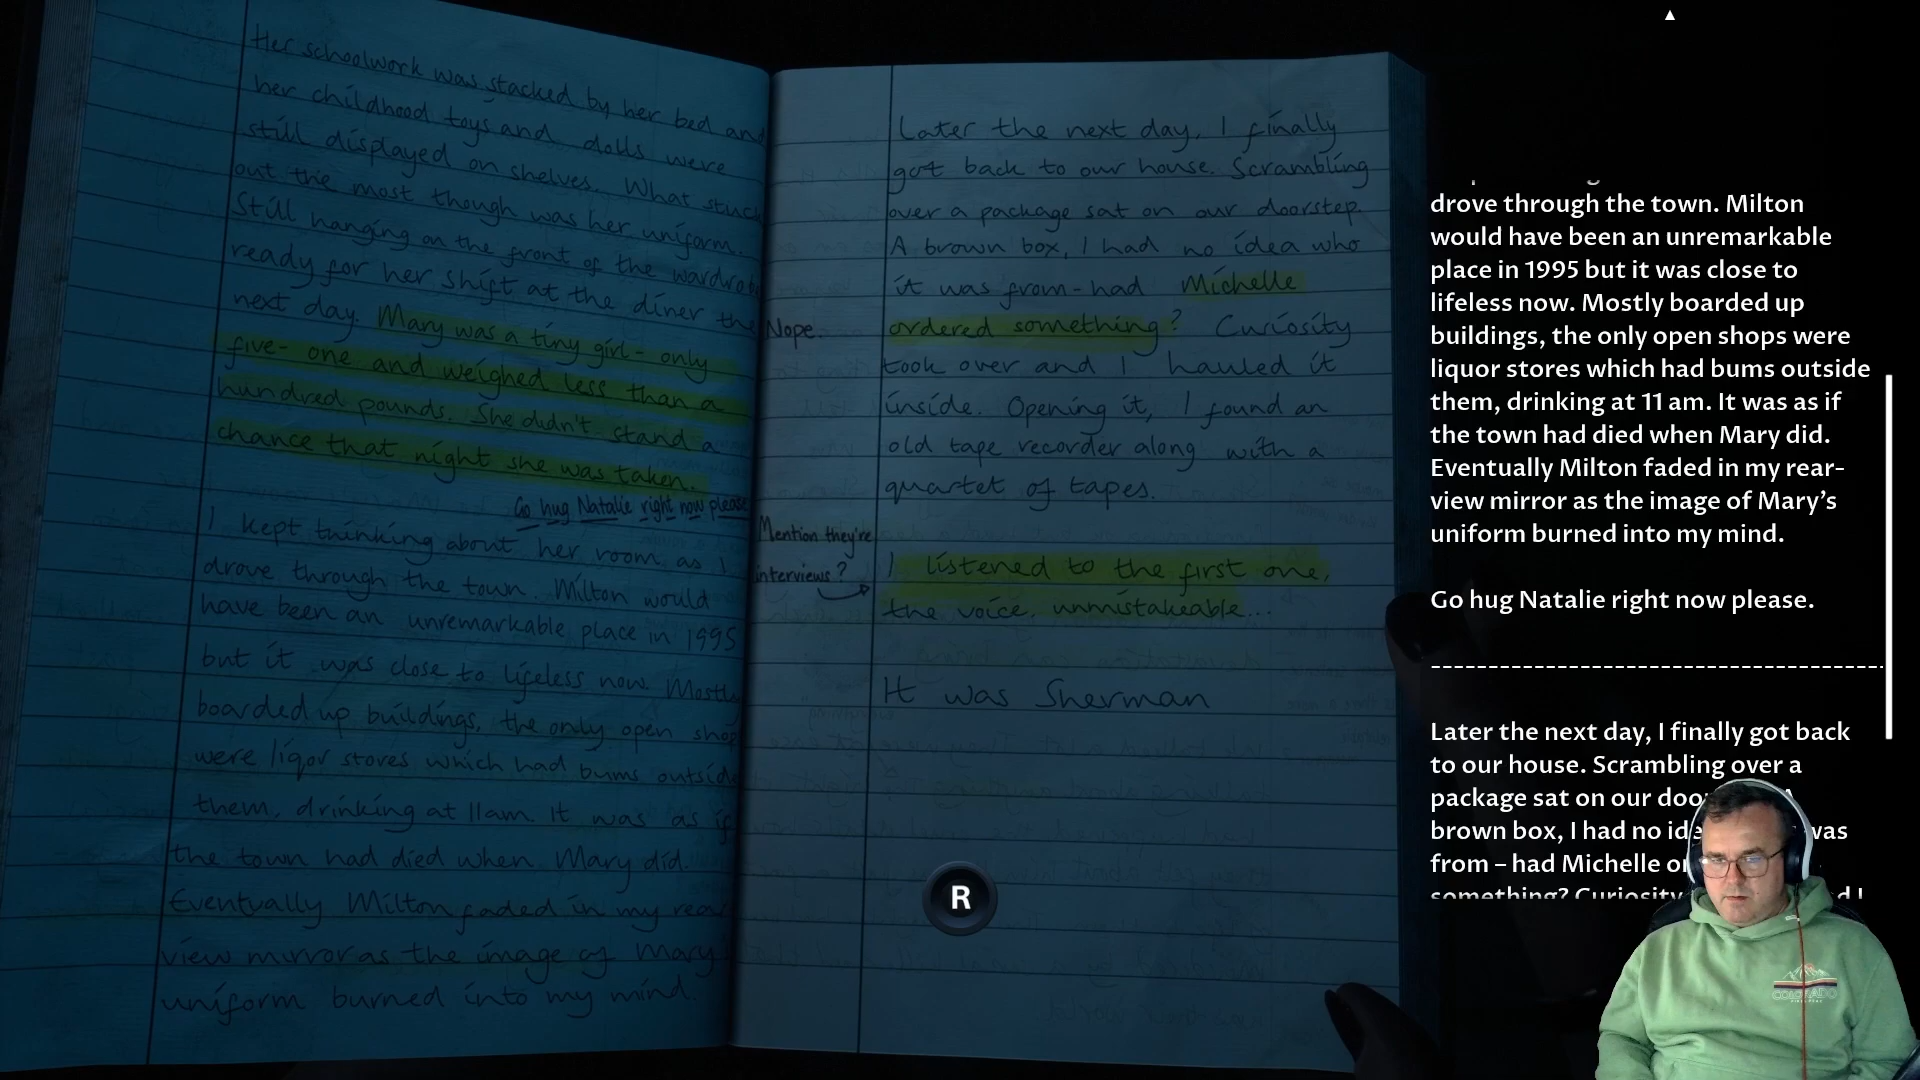 Her schoolwork was stacked by her bed and
her childhood toys and dolls were
still displayed on shelves. What stuck
out the most though was her uniform.
Still hanging on the front of the wardrobe
ready for her shift at the diner the
next day. Mary was a tiny girl - only
five-one and weighed less than a
hundred pounds. She didn't stand a
chance that night she was taken.
Go hug Natalie right now please
I kept thinking about her room as I
drove through the town. Milton would
have been an unremarkable place in 1995
but it was close to lifeless now. Mostly
boarded up buildings, the only open shop
were liqor stores which had bums outside
them, drinking at 11am. It was as if
the town had died when Mary did.
Eventually Milton faded in my rear
view mirror as the image of Mary
uniform burned into my mind.
Later the next day, I finally
got back to our house. Scrambling
over a package sat on our doorstep.
A brown box, I had no idea who
it was from - had Michelle
Nope.
ordered something? Curiosity
took over and I hauled it
inside. Opening it, I found an
old tape recorder along with a
quartet of tapes.
Mention they're
interviews?
I listened to the first one,
the voice, unmistakeable...
It was Sherman
R
drove through the town. Milton
would have been an unremarkable
place in 1995 but it was close to
lifeless now. Mostly boarded up
buildings, the only open shops were
liquor stores which had bums outside
them, drinking at 11 am. It was as if
the town had died when Mary did.
Eventually Milton faded in my rear-
view mirror as the image of Mary's
uniform burned into my mind.
Go hug Natalie right now please.
Later the next day, I finally got back
to our house. Scrambling over a
package sat on our
brown box, I had no was
from – had Michelle
something? Curiosity
COLORADO